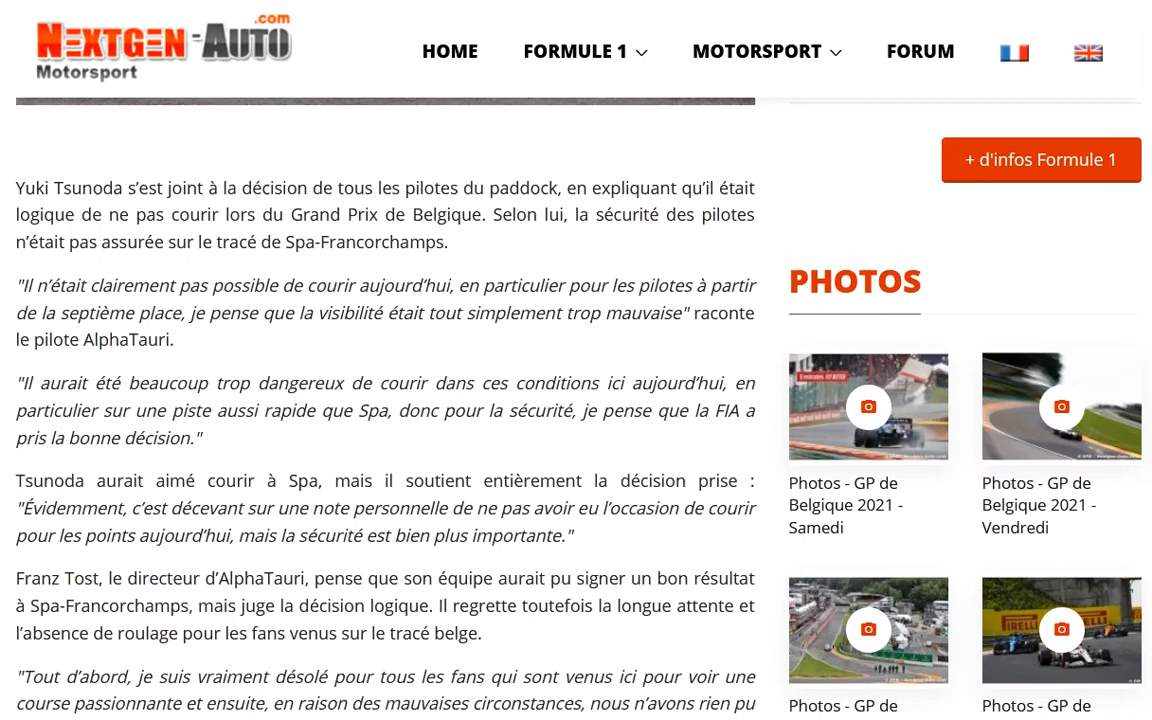 NEXTGEN-AUTO.com
Motorsport
HOME
FORMULE 1
MOTORSPORT
FORUM
Yuki Tsunoda s’est joint à la décision de tous les pilotes du paddock, en expliquant qu’il était
logique de ne pas courir lors du Grand Prix de Belgique. Selon lui, la sécurité des pilotes
n’était pas assurée sur le tracé de Spa-Francorchamps.
"Il n’était clairement pas possible de courir aujourd’hui, en particulier pour les pilotes à partir
de la septième place, je pense que la visibilité était tout simplement trop mauvaise" raconte
le pilote AlphaTauri.
"Il aurait été beaucoup trop dangereux de courir dans ces conditions ici aujourd’hui, en
particulier sur une piste aussi rapide que Spa, donc pour la sécurité, je pense que la FIA a
pris la bonne décision."
Tsunoda aurait aimé courir à Spa, mais il soutient entièrement la décision prise :
"Évidemment, c’est décevant sur une note personnelle de ne pas avoir eu l’occasion de courir
pour les points aujourd’hui, mais la sécurité est bien plus importante."
Franz Tost, le directeur d’AlphaTauri, pense que son équipe aurait pu signer un bon résultat
à Spa-Francorchamps, mais juge la décision logique. Il regrette toutefois la longue attente et
l’absence de roulage pour les fans venus sur le tracé belge.
"Tout d’abord, je suis vraiment désolé pour tous les fans qui sont venus ici pour voir une
course passionnante et ensuite, en raison des mauvaises circonstances, nous n’avons rien pu
+ d'infos Formule 1
PHOTOS
Photos - GP de
Belgique 2021 -
Samedi
Photos - GP de
Belgique 2021 -
Vendredi
IRELLI
Photos - GP de
Photos - GP de